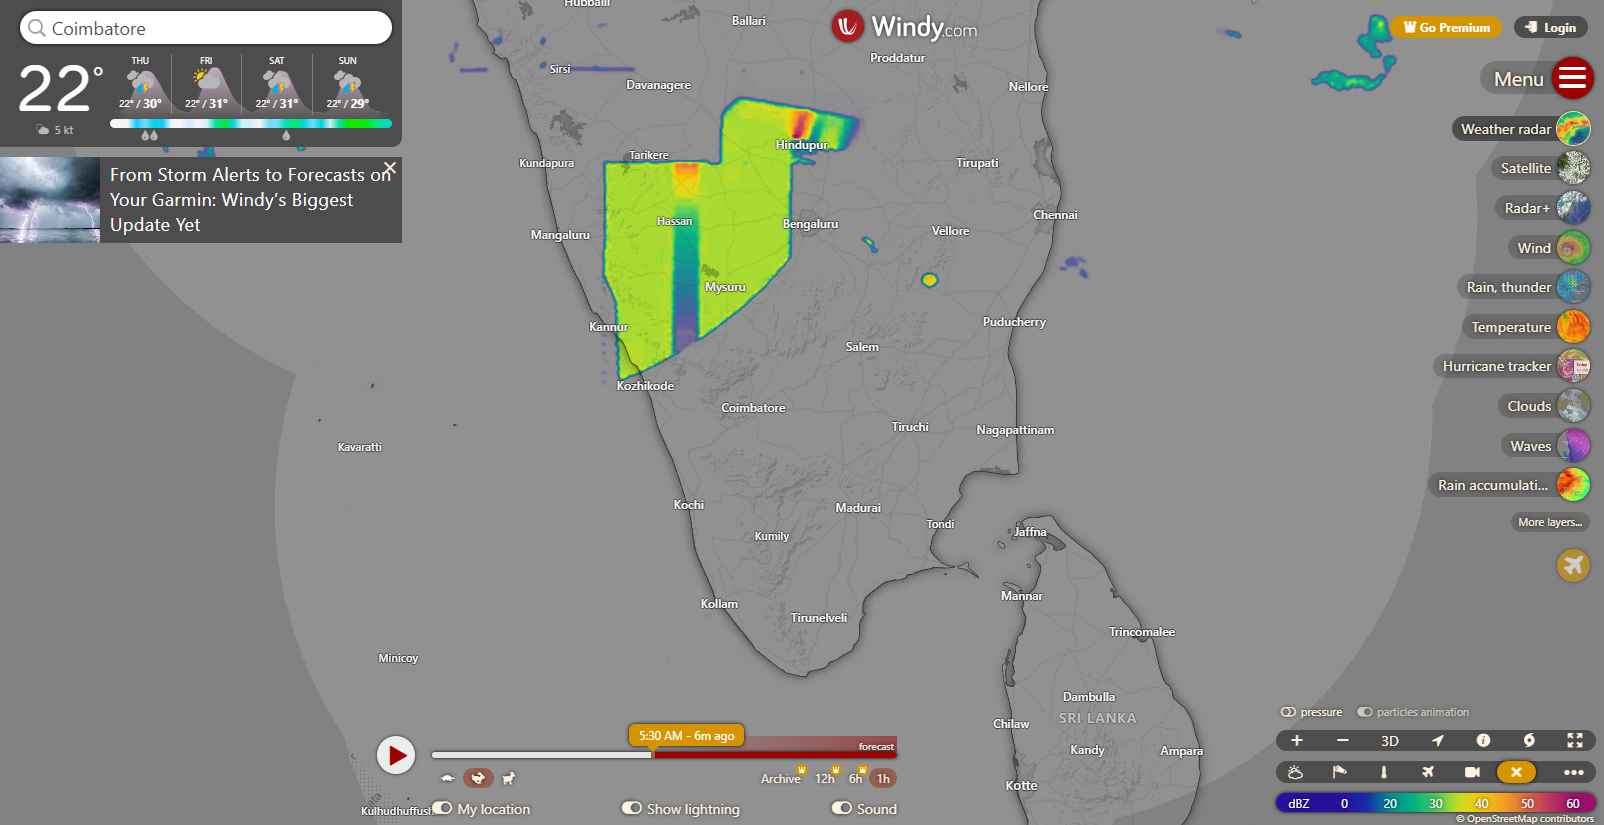 Coimbatore
22°
5 kt
THU
FRI
SAT
SUN
22° / 30°
22° / 31°
22° / 31°
22° / 29°
From Storm Alerts to Forecasts on
Your Garmin: Windy’s Biggest
Update Yet
Windy.com
Go Premium
Login
Menu
Weather radar
Satellite
Radar+
Wind
Rain, thunder
Temperature
Hurricane tracker
Clouds
Waves
Rain accumulati...
More layers...
Hubballi
Ballari
Proddatur
Sirsi
Davanagere
Nellore
Hindupur
Kundapura
Tarikere
Tirupati
Hassan
Chennai
Mangaluru
Bengaluru
Vellore
Mysuru
Kannur
Puducherry
Salem
Kozhikode
Coimbatore
Tiruchi
Nagapattinam
Kavaratti
Kochi
Madurai
Tondi
Kumily
Jaffna
Mannar
Kollam
Tirunelveli
Trincomalee
Minicoy
Dambulla
Chilaw
SRI LANKA
Kandy
Ampara
Kotte
Kulhudhuffushi
5:30 AM - 6m ago
forecast
Archive
12h
6h
1h
My location
Show lightning
Sound
pressure
particles animation
3D
dBZ
0
20
30
40
50
60
© OpenStreetMap contributors